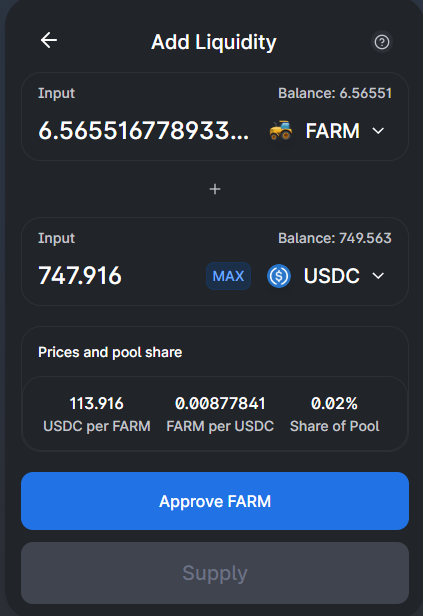 Add Liquidity
Input Balance: 6.56551
6.565516778933... FARM
+
Input Balance: 749.563
747.916 MAX USDC
Prices and pool share
113.916 0.00877841 0.02%
USDC per FARM FARM per USDC Share of Pool
Approve FARM
Supply